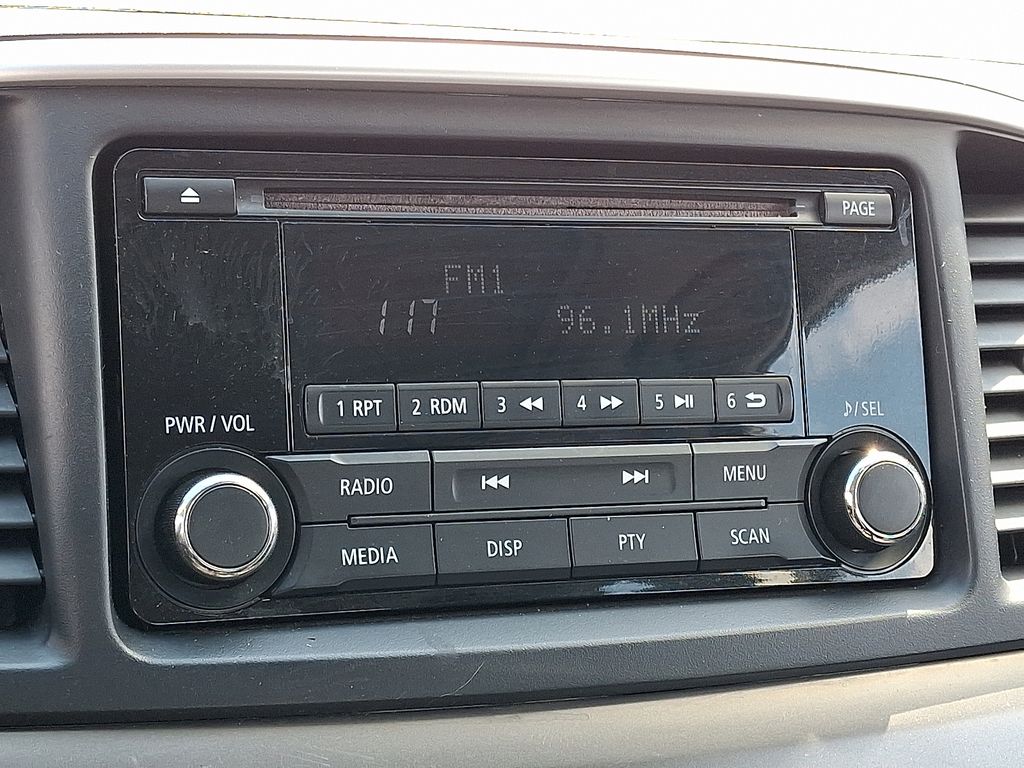 PAGE
FM1
117 96.1MHz
1 RPT 2 RDM 3 4 5 6
PWR / VOL
♪/SEL
RADIO MENU
MEDIA DISP PTY SCAN